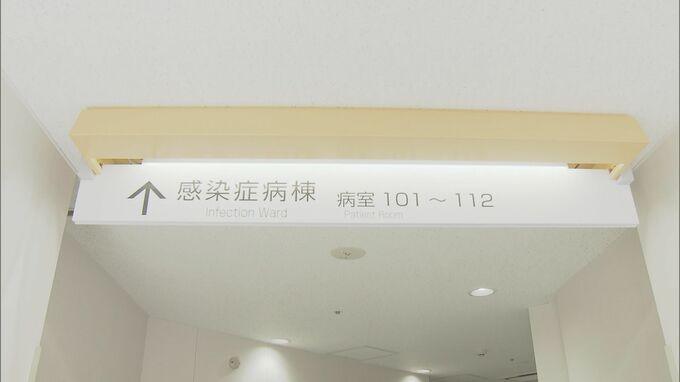 ↑ 感染症病棟 病室 101～112
Infection Ward Patient Room